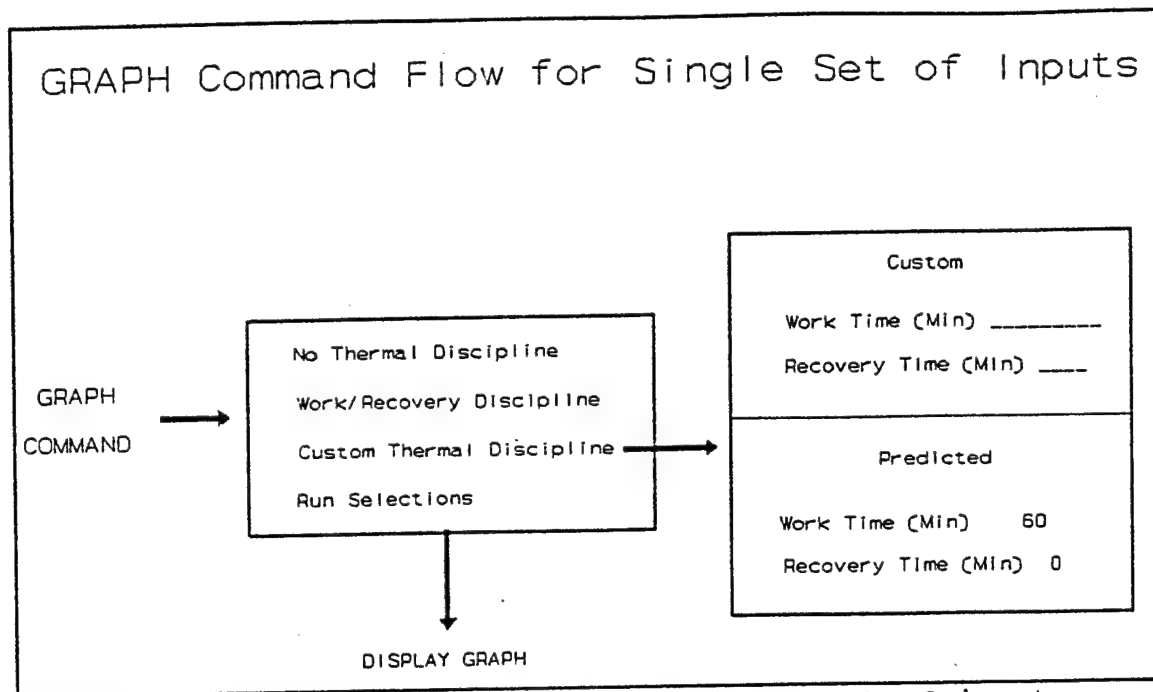 GRAPH Command Flow for Single Set of Inputs
GRAPH
COMMAND
No Thermal Discipline
Work/Recovery Discipline
Custom Thermal Discipline
Run Selections
DISPLAY GRAPH
Custom
Work Time (Min) _________
Recovery Time (Min) ____
Predicted
Work Time (Min) 60
Recovery Time (Min) 0